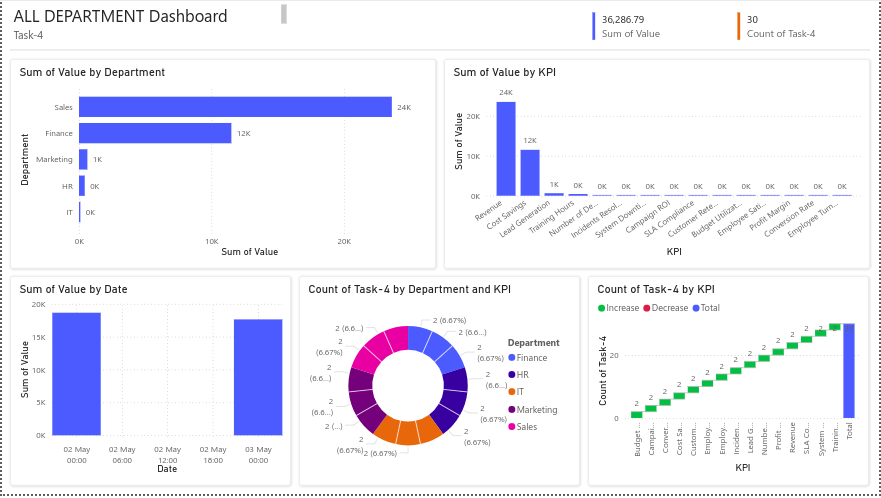 ALL DEPARTMENT Dashboard
Task-4
36,286.79
Sum of Value
30
Count of Task-4
Sum of Value by Department
Department
Sales
24K
Finance
12K
Marketing
1K
HR
0K
IT
0K
0K 10K 20K
Sum of Value
Sum of Value by KPI
Sum of Value
20K
10K
0K
24K 12K 1K 0K 0K 0K 0K 0K 0K 0K 0K 0K 0K 0K 0K
Revenue
Cost Savings
Lead Generation
Training Hours
Number of De...
Incidents Resol...
System Downti...
Campaign ROI
SLA Compliance
Customer Rete...
Budget Utilizat...
Employee Sati...
Profit Margin
Conversion Rate
Employee Turn...
KPI
Sum of Value by Date
Sum of Value
20K
15K
10K
5K
0K
02 May 02 May 02 May 02 May 03 May
00:00 06:00 12:00 18:00 00:00
Date
Count of Task-4 by Department and KPI
2 (6.67%)
2 (6.6...)
2
(6.67%)
2
(6.6...)
2
(6.67%)
2
(6.67%)
2 (6.67%)
2
(6.67%)
2 (...)
2
(6.6...)
2
(6.6...)
2
(6.67%)
2 (6.6...)
Department
Finance
HR
IT
Marketing
Sales
Count of Task-4 by KPI
Increase Decrease Total
Count of Task-4
20
0
2 2 2 2 2 2 2 2 2 2 2 2 2 2 2
Budget ...
Campai...
Conver...
Cost Sa...
Custom...
Employ...
Employ...
Inciden...
Lead G...
Numbe...
Profit ...
Revenue
SLA Co...
System ...
Trainin...
Total
KPI